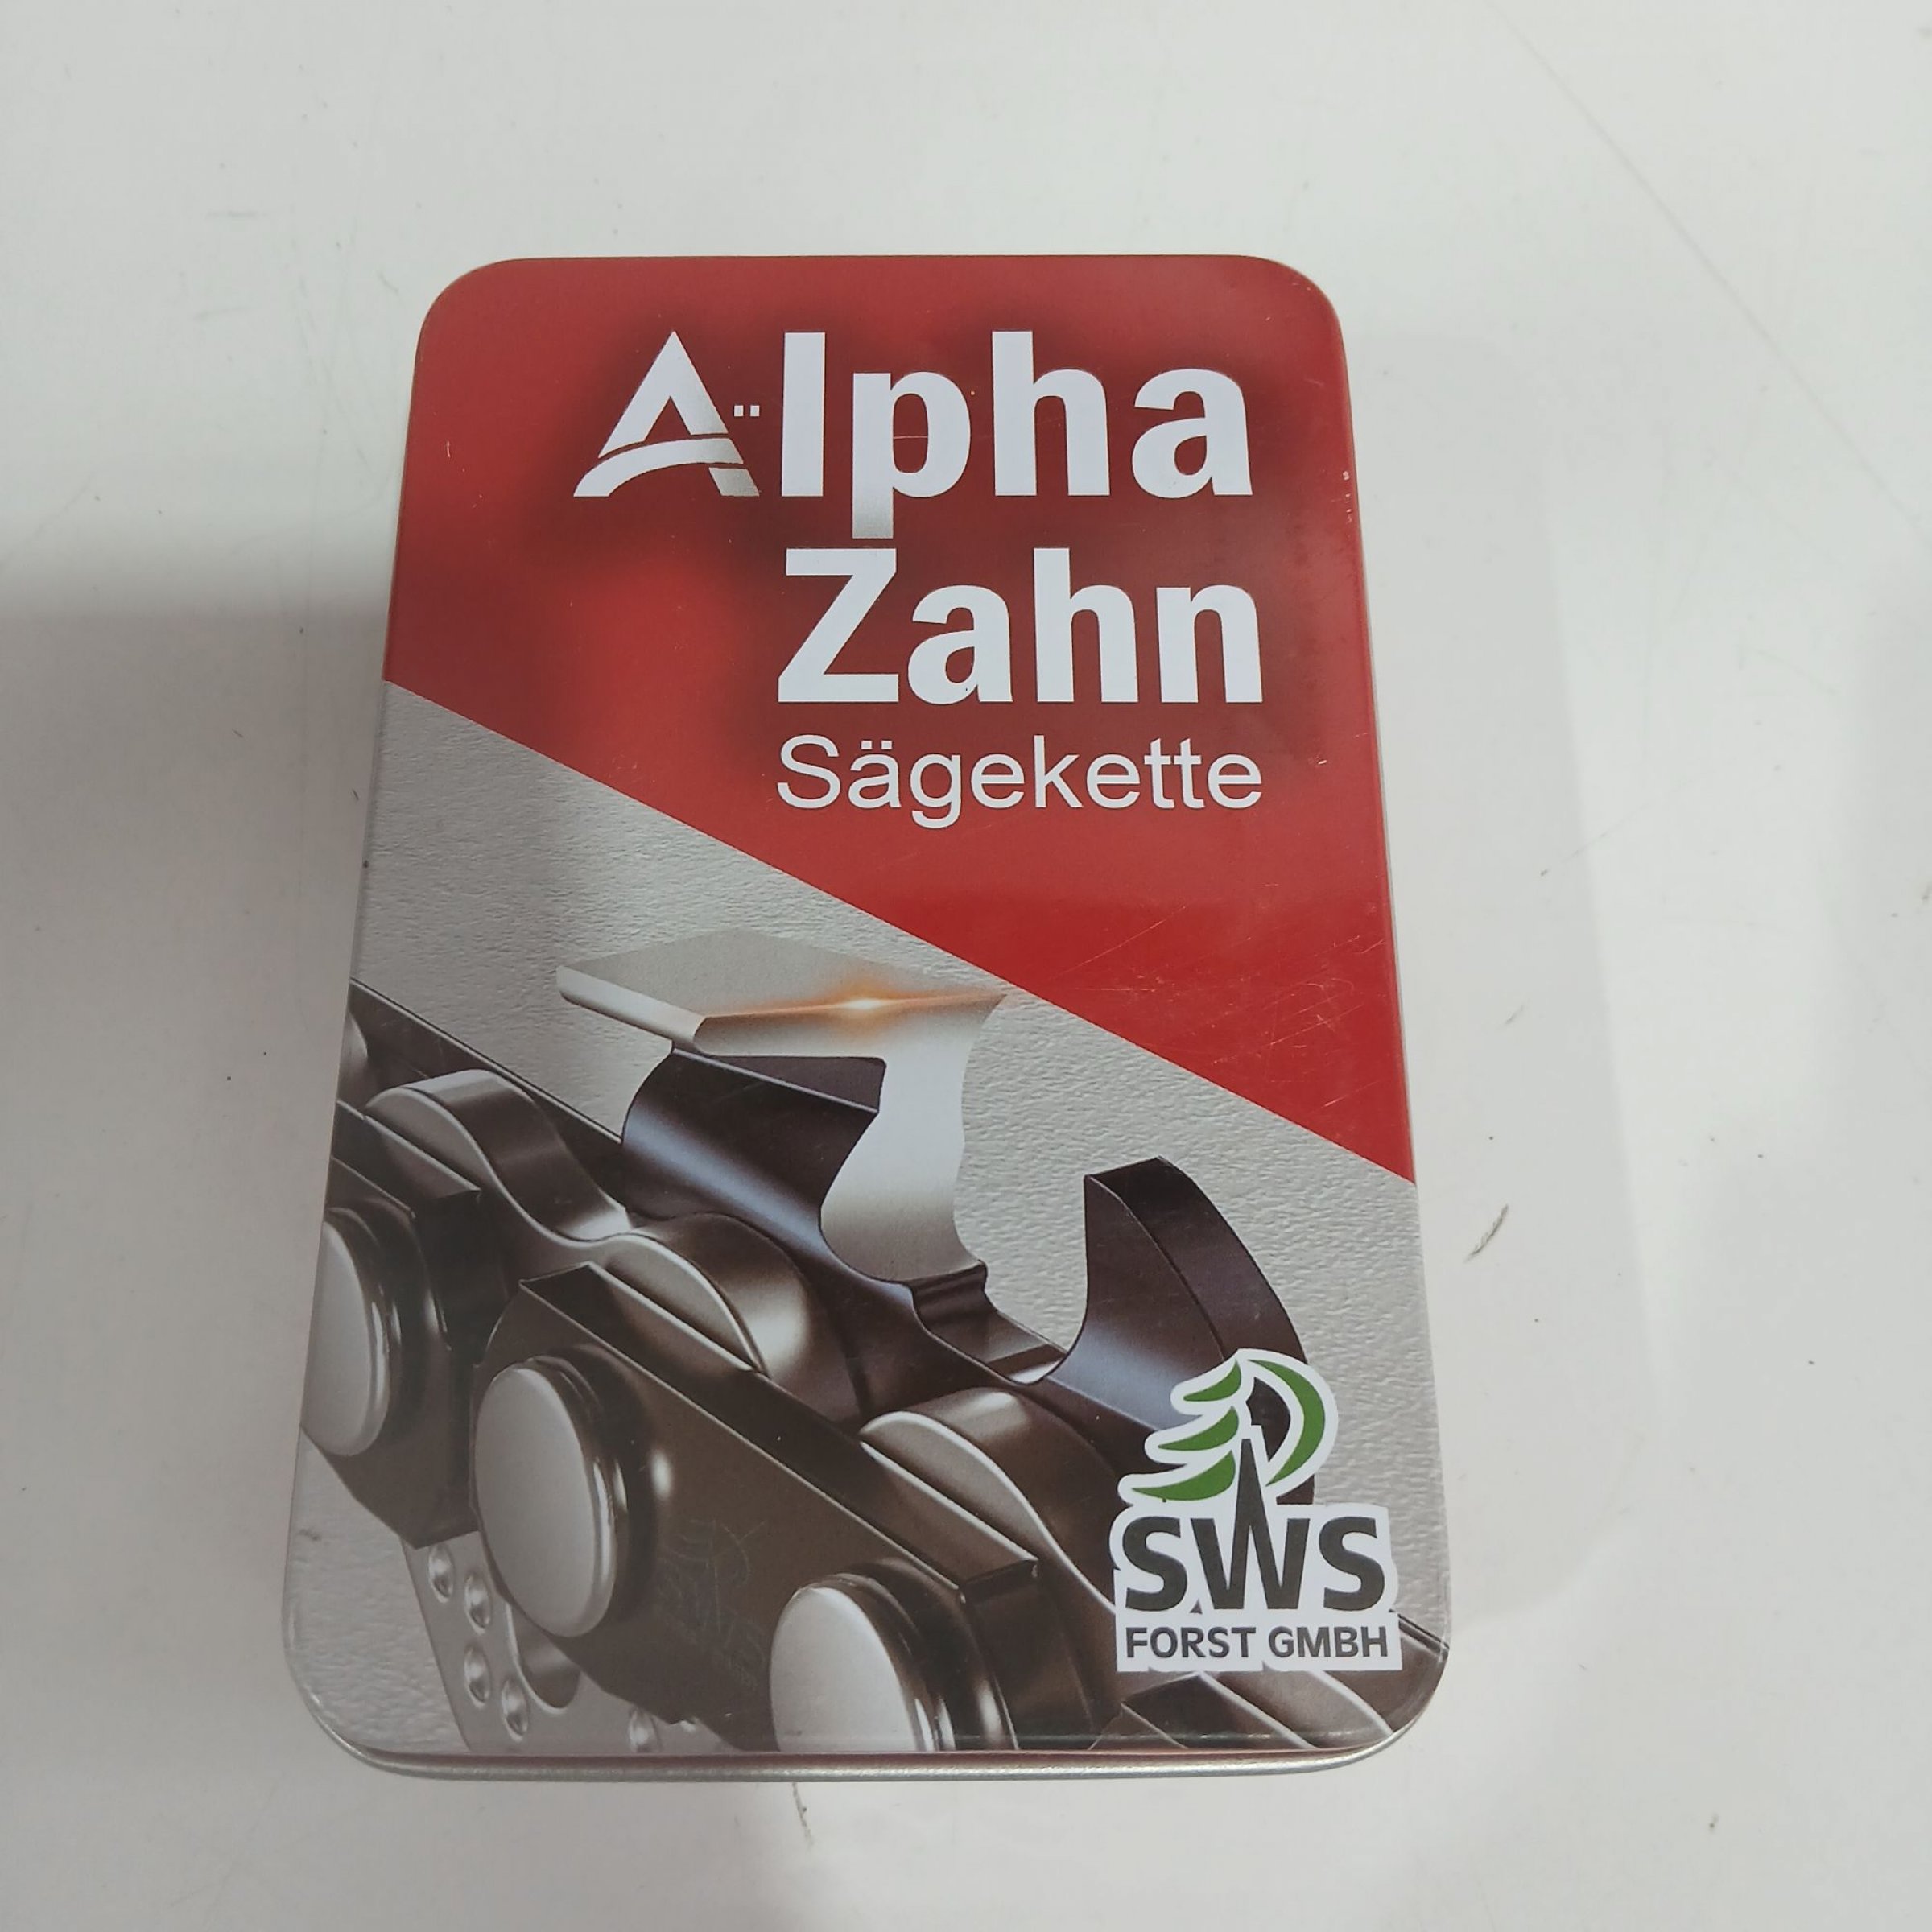 Alpha
Zahn
Sägekette
SWS
FORST GMBH